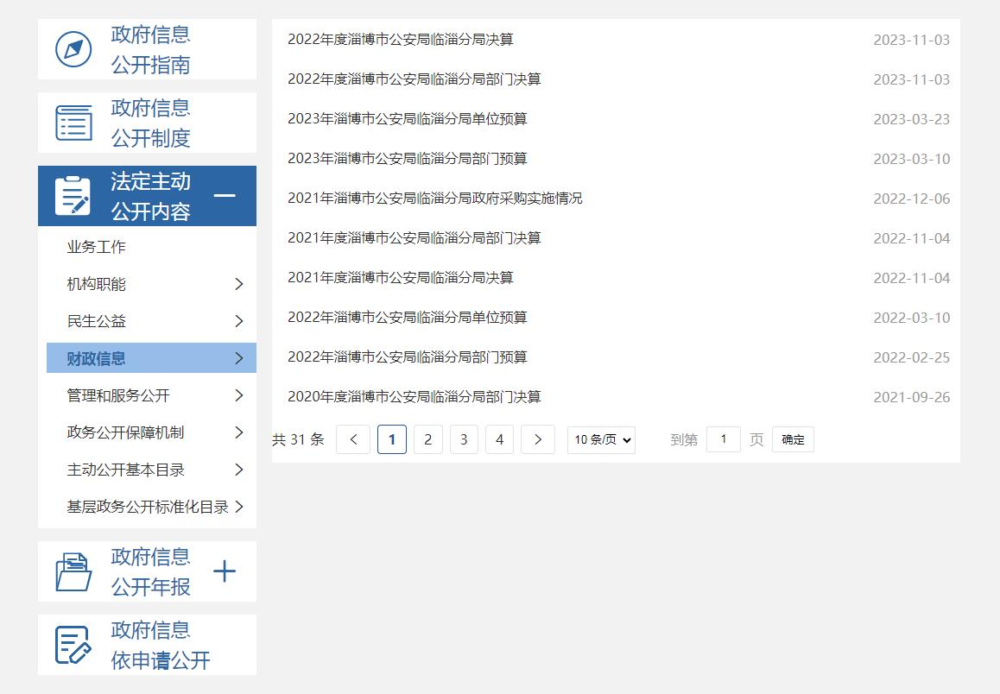 政府信息
公开指南
政府信息
公开制度
法定主动
公开内容
业务工作
机构职能
民生公益
财政信息
管理和服务公开
政务公开保障机制
主动公开基本目录
基层政务公开标准化目录
政府信息
公开年报
政府信息
依申请公开
2022年度淄博市公安局临淄分局决算 2023-11-03
2022年度淄博市公安局临淄分局部门决算 2023-11-03
2023年淄博市公安局临淄分局单位预算 2023-03-23
2023年淄博市公安局临淄分局部门预算 2023-03-10
2021年淄博市公安局临淄分局政府采购实施情况 2022-12-06
2021年度淄博市公安局临淄分局部门决算 2022-11-04
2021年度淄博市公安局临淄分局决算 2022-11-04
2022年淄博市公安局临淄分局单位预算 2022-03-10
2022年淄博市公安局临淄分局部门预算 2022-02-25
2020年度淄博市公安局临淄分局部门决算 2021-09-26
共 31 条 < 1 2 3 4 > 10 条/页 到第 1 页 确定